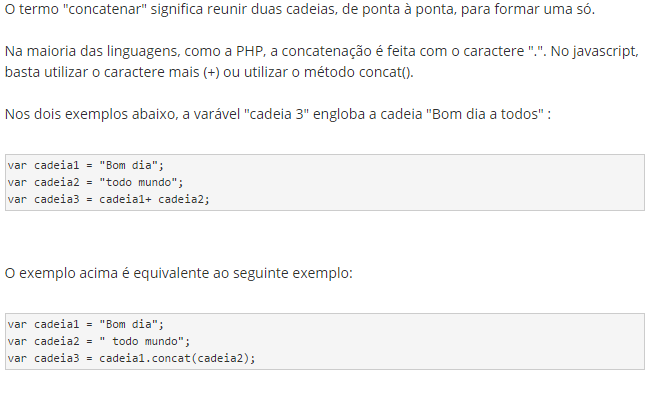 O termo "concatenar" significa reunir duas cadeias, de ponta à ponta, para formar uma só.
Na maioria das linguagens, como a PHP, a concatenação é feita com o caractere ".". No javascript,
basta utilizar o caractere mais (+) ou utilizar o método concat().
Nos dois exemplos abaixo, a varável "cadeia 3" engloba a cadeia "Bom dia a todos" :
var cadeia1 = "Bom dia";
var cadeia2 = "todo mundo";
var cadeia3 = cadeia1+ cadeia2;
O exemplo acima é equivalente ao seguinte exemplo:
var cadeia1 = "Bom dia";
var cadeia2 = " todo mundo";
var cadeia3 = cadeia1.concat(cadeia2);